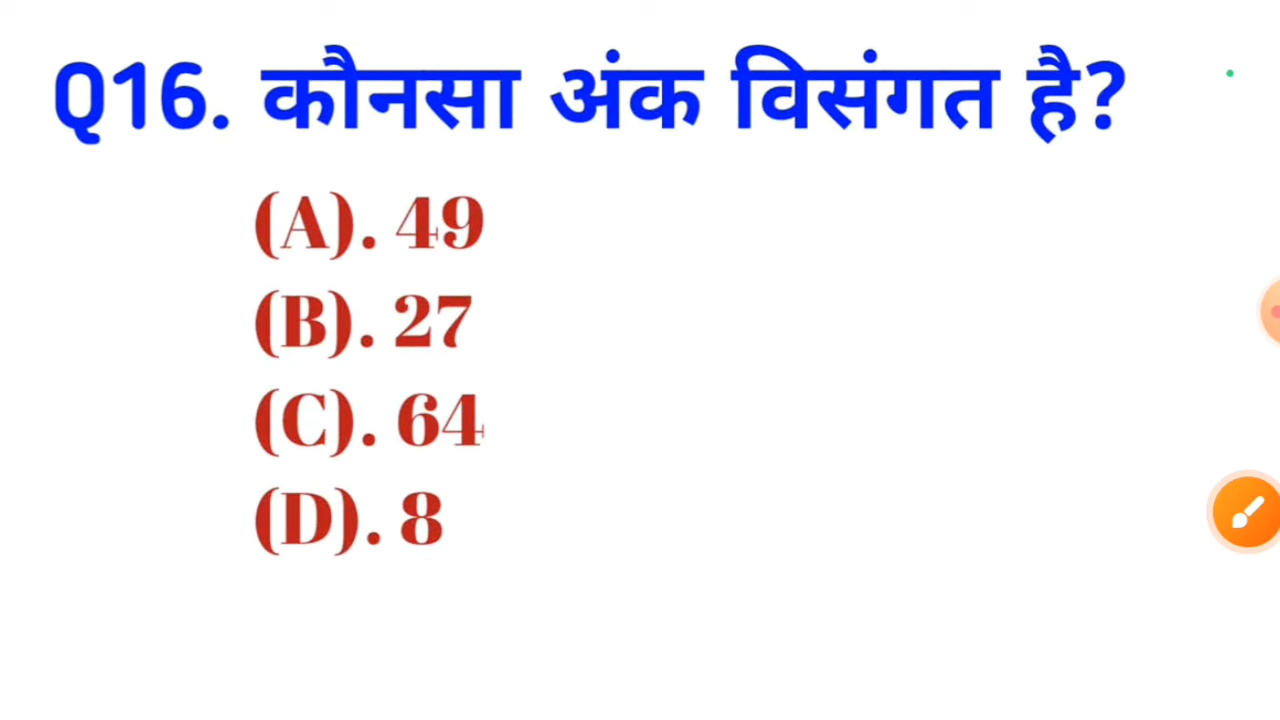 Q16. कौनसा अंक विसंगत है?
(A). 49
(B). 27
(C). 64
(D). 8